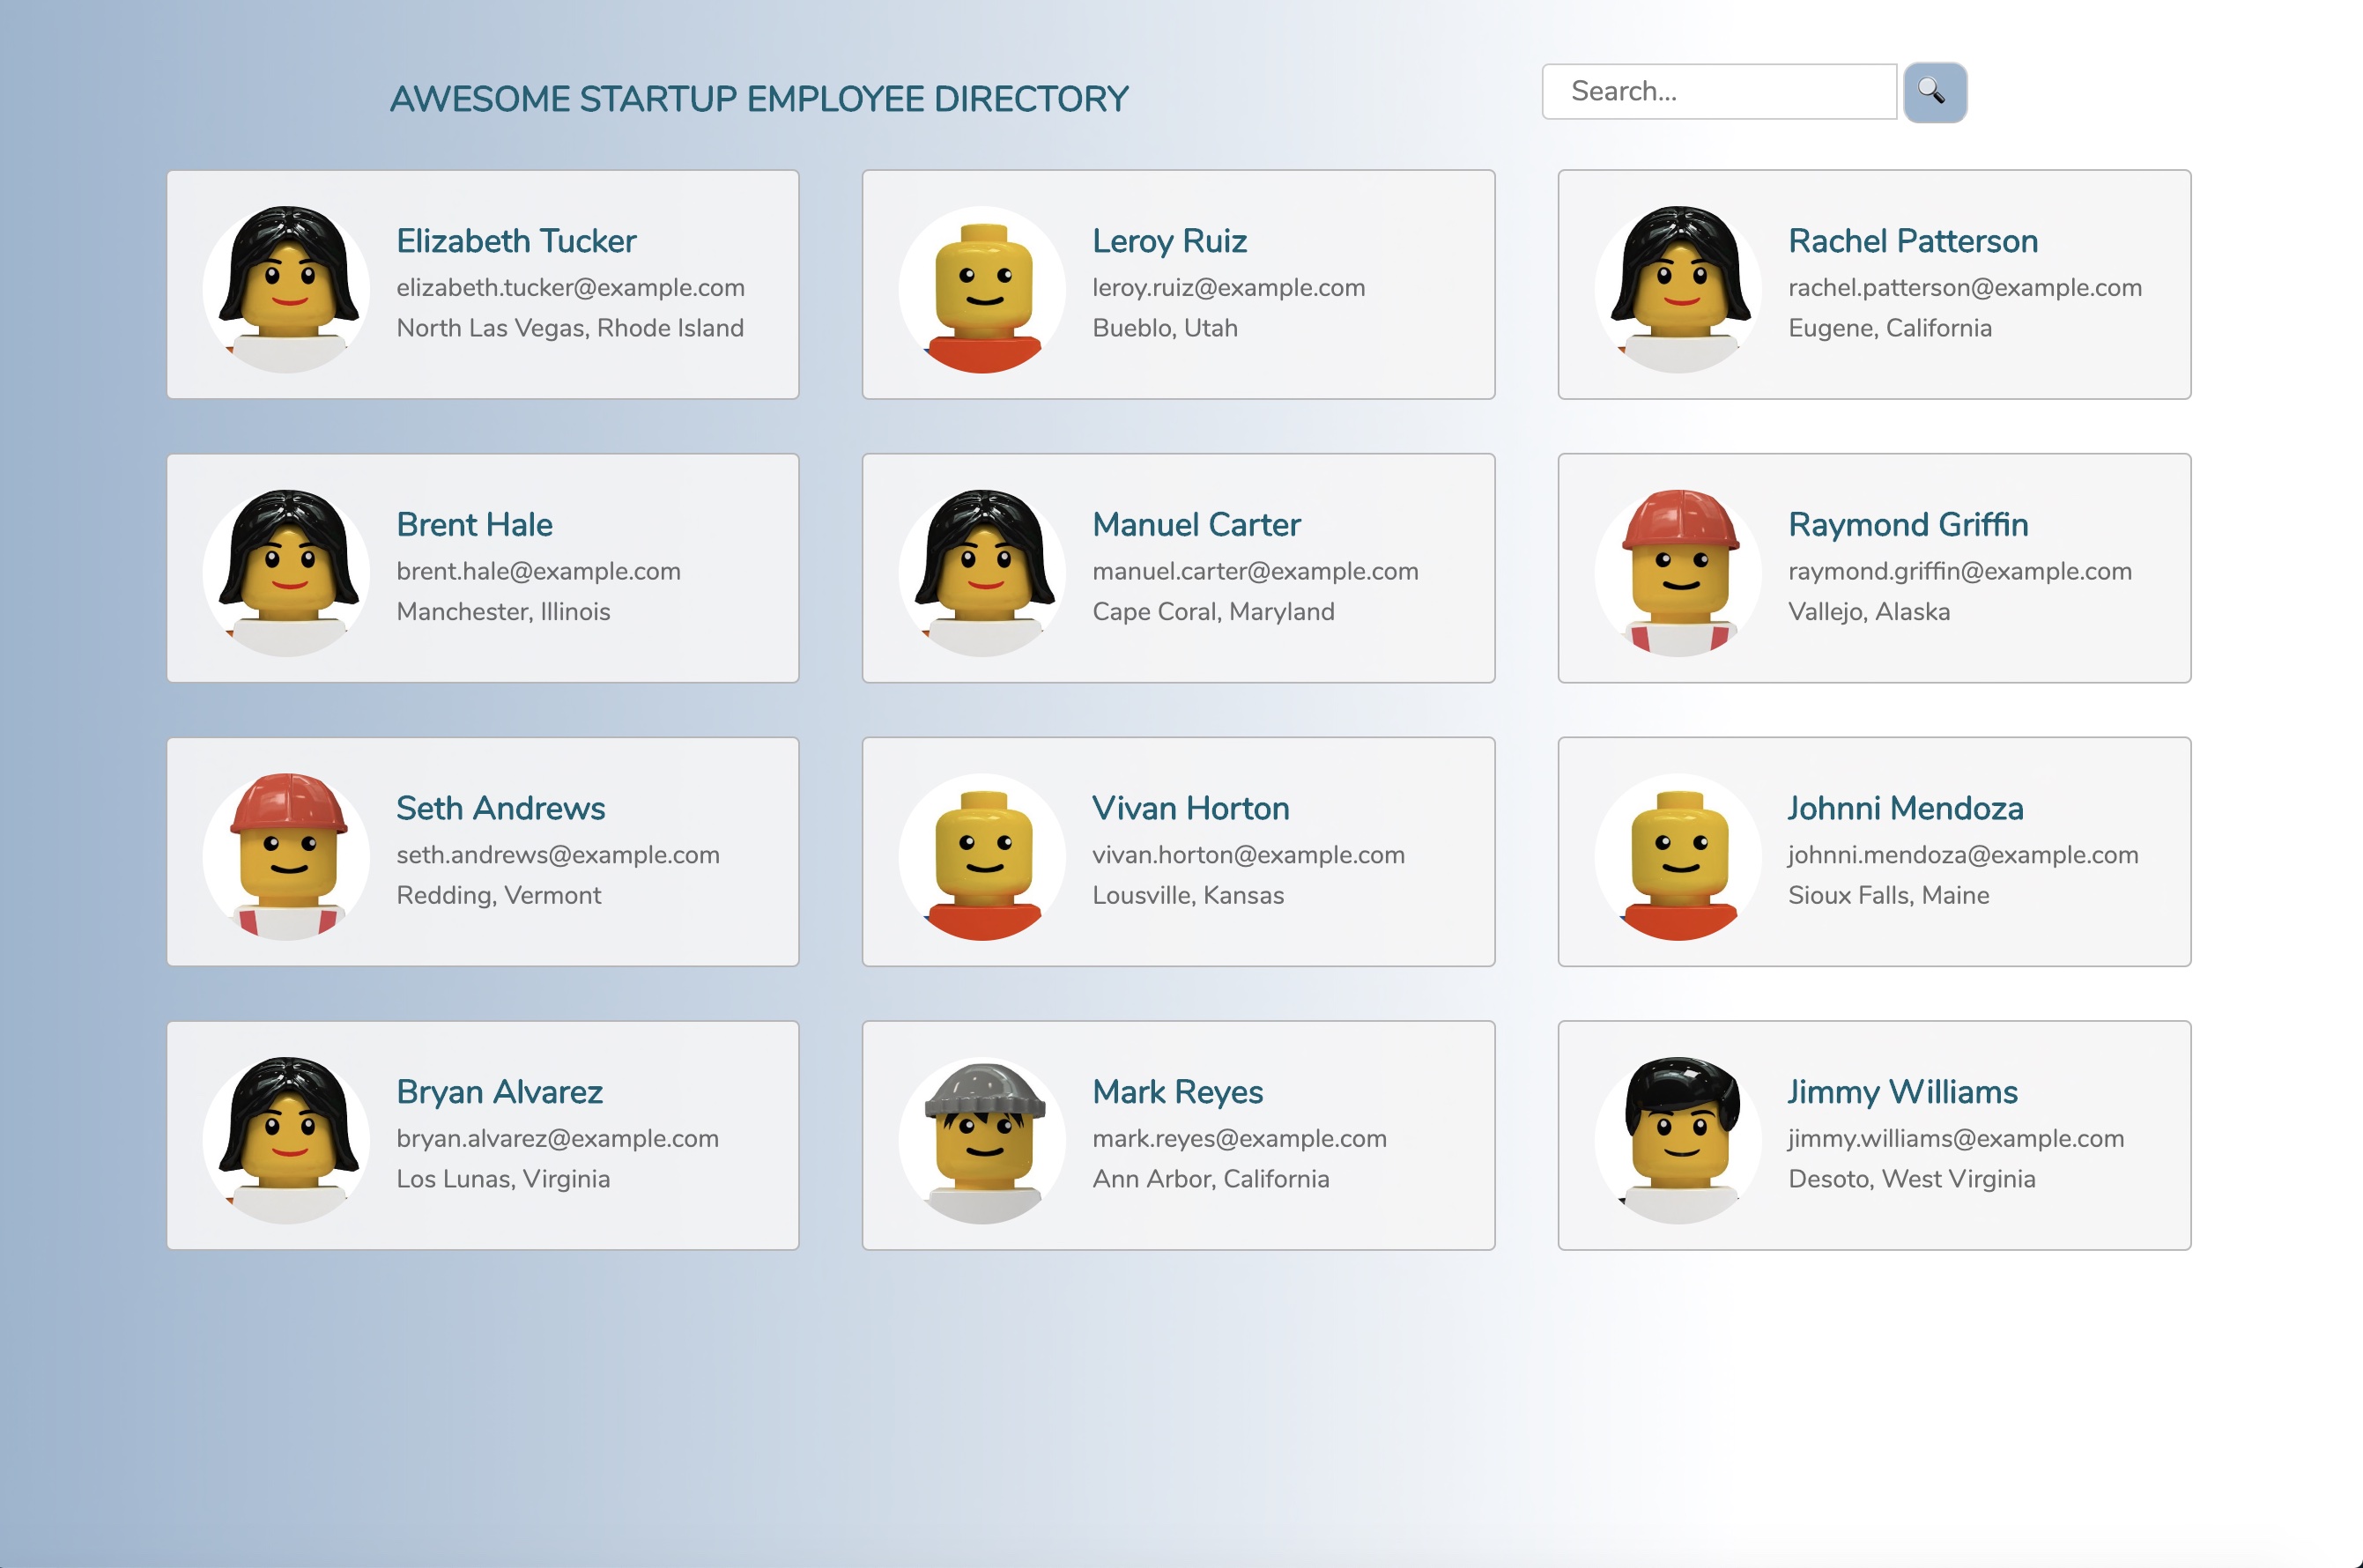 AWESOME STARTUP EMPLOYEE DIRECTORY
Search...
Elizabeth Tucker
elizabeth.tucker@example.com
North Las Vegas, Rhode Island
Leroy Ruiz
leroy.ruiz@example.com
Bueblo, Utah
Rachel Patterson
rachel.patterson@example.com
Eugene, California
Brent Hale
brent.hale@example.com
Manchester, Illinois
Manuel Carter
manuel.carter@example.com
Cape Coral, Maryland
Raymond Griffin
raymond.griffin@example.com
Vallejo, Alaska
Seth Andrews
seth.andrews@example.com
Redding, Vermont
Vivan Horton
vivan.horton@example.com
Lousville, Kansas
Johnni Mendoza
johnni.mendoza@example.com
Sioux Falls, Maine
Bryan Alvarez
bryan.alvarez@example.com
Los Lunas, Virginia
Mark Reyes
mark.reyes@example.com
Ann Arbor, California
Jimmy Williams
jimmy.williams@example.com
Desoto, West Virginia